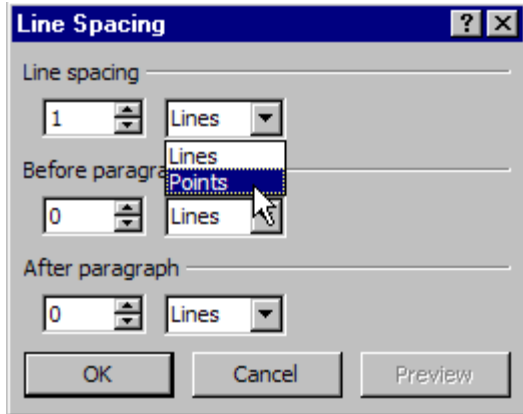 Line Spacing ? ×
Line spacing
1 Lines
Lines
Before paragra
Points
0 Lines
After paragraph
0 Lines
OK Cancel Preview